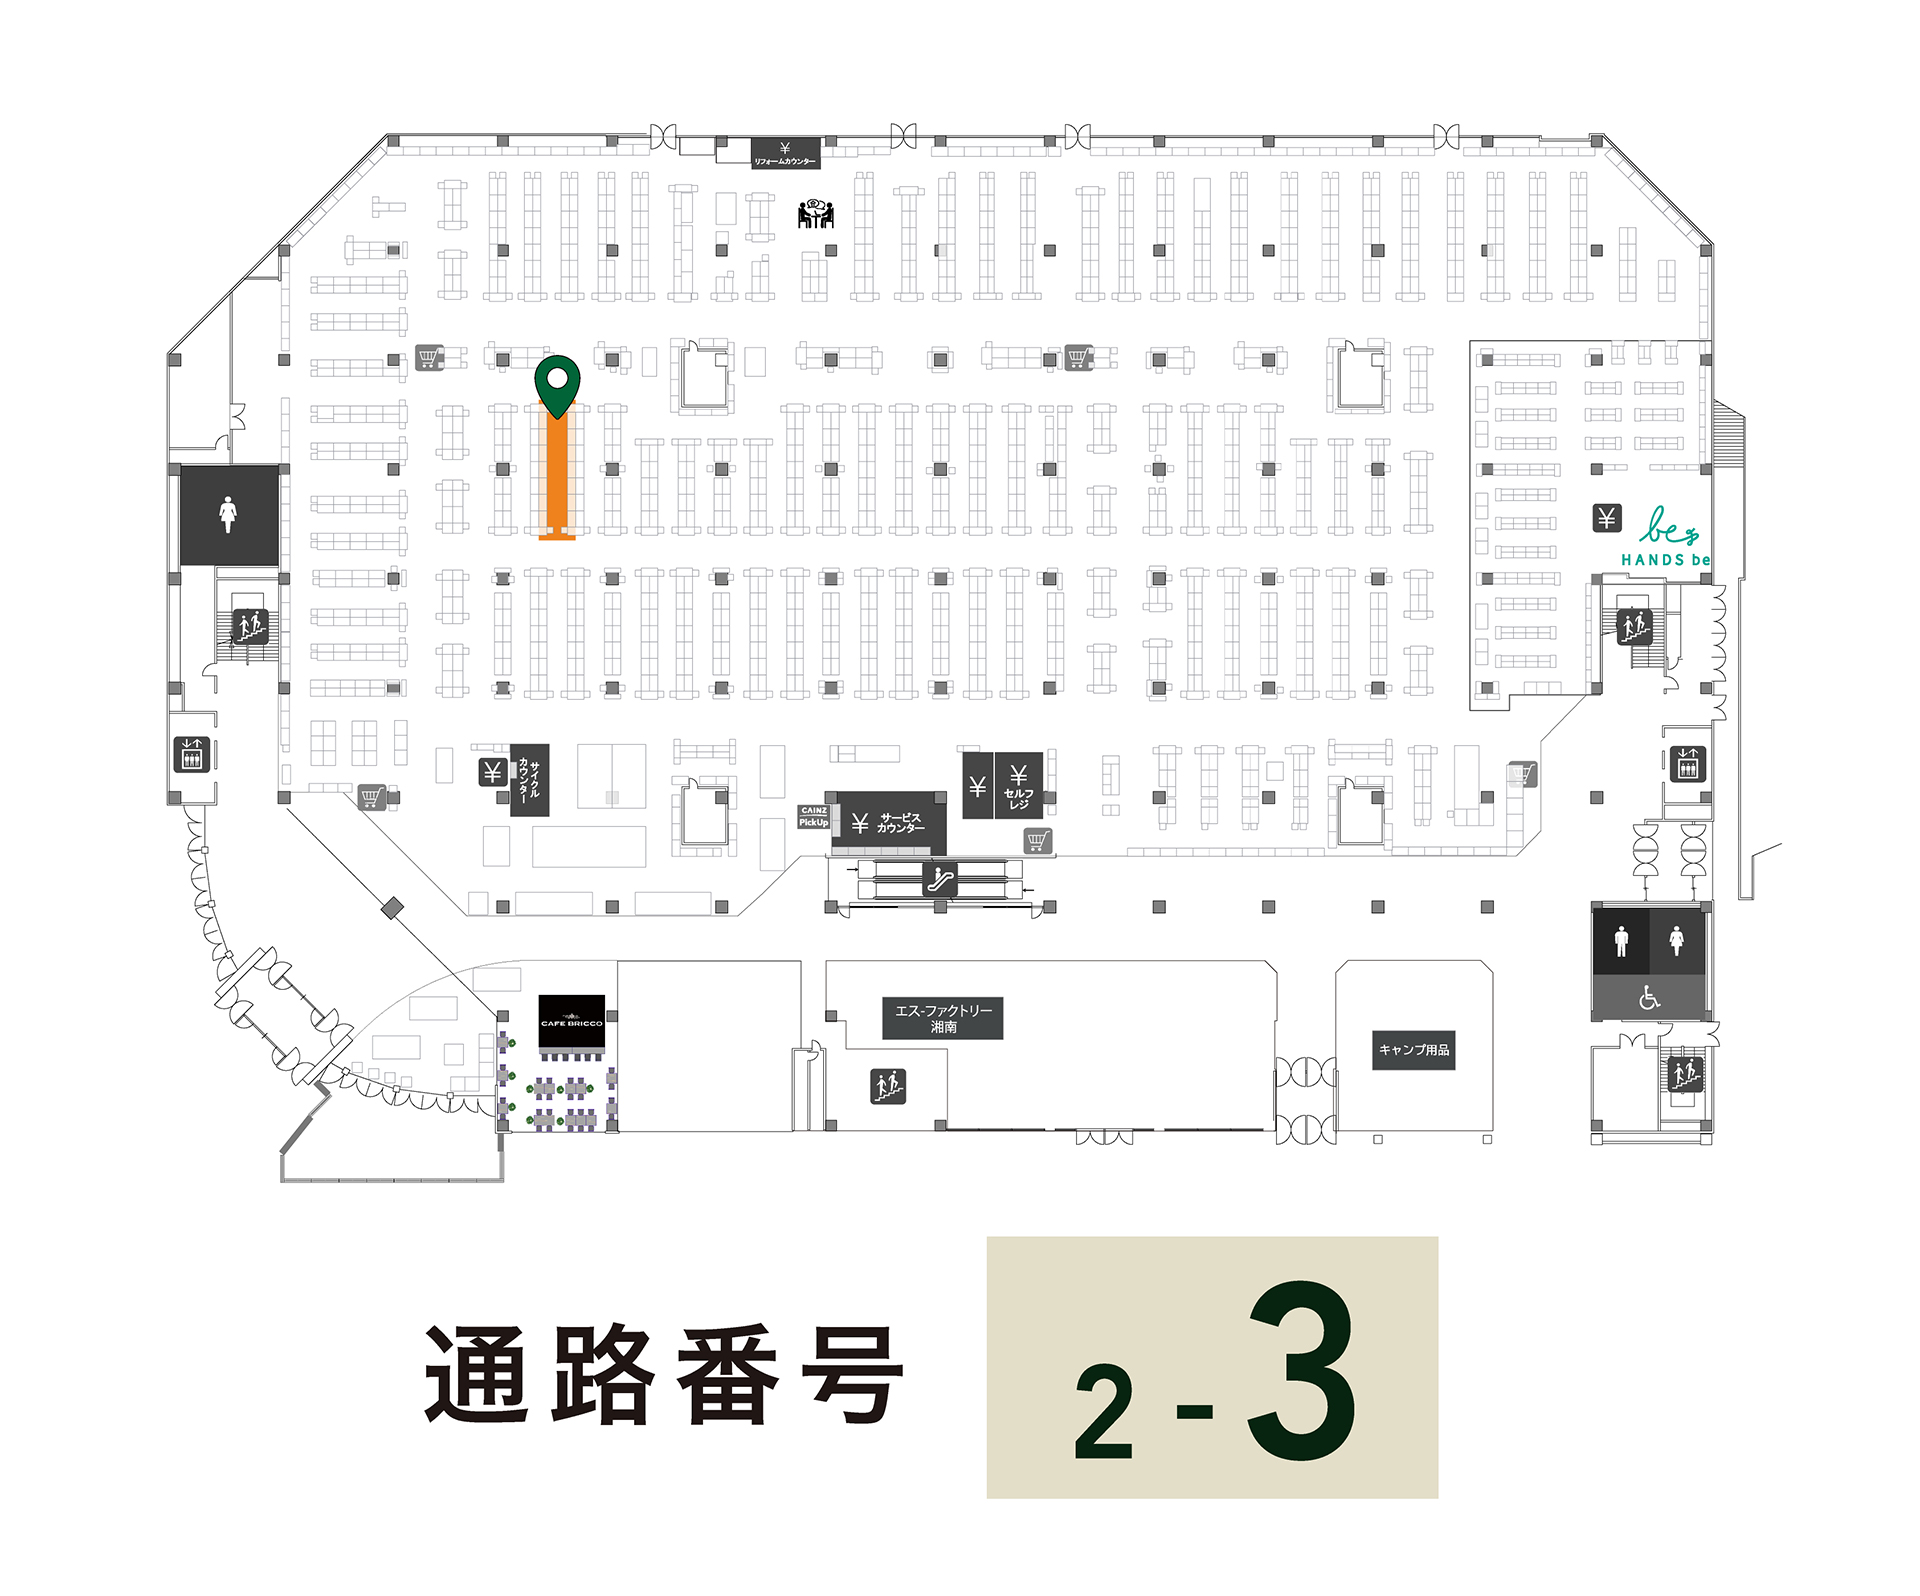 ¥
リフォームカウンター
¥
be
HANDS be
¥
サイクル
カウンター
¥
¥
セルフ
レジ
CAINZ
PickUp
¥
サービス
カウンター
CAFE BRICCO
エス-ファクトリー
湘南
キャンプ用品
通路番号
2-3